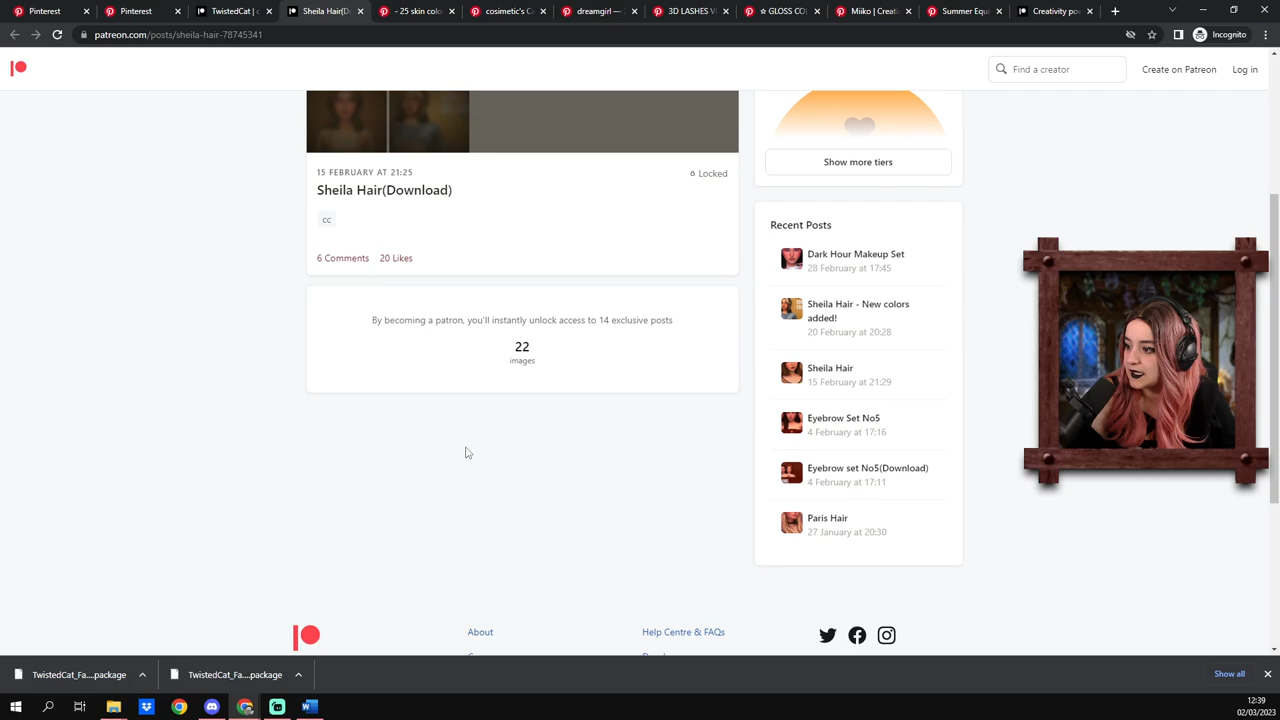 Pinterest
Pinterest
TwistedCat | c
Sheila Hair(D
- 25 skin colo
cosmetic's C
dreamgirl —
3D LASHES V
☆ GLOSS COL
Miiko | Creati
Summer Equi
Creativity po
patreon.com/posts/sheila-hair-78745341
Incognito
Find a creator
Create on Patreon
Log in
Show more tiers
15 FEBRUARY AT 21:25
Locked
Sheila Hair(Download)
cc
6 Comments 20 Likes
By becoming a patron, you'll instantly unlock access to 14 exclusive posts
22
images
Recent Posts
Dark Hour Makeup Set
28 February at 17:45
Sheila Hair - New colors
added!
20 February at 20:28
Sheila Hair
15 February at 21:29
Eyebrow Set No5
4 February at 17:16
Eyebrow set No5(Download)
4 February at 17:11
Paris Hair
27 January at 20:30
About
Help Centre & FAQs
TwistedCat_Fa....package
TwistedCat_Fa....package
Show all
12:39
02/03/2023